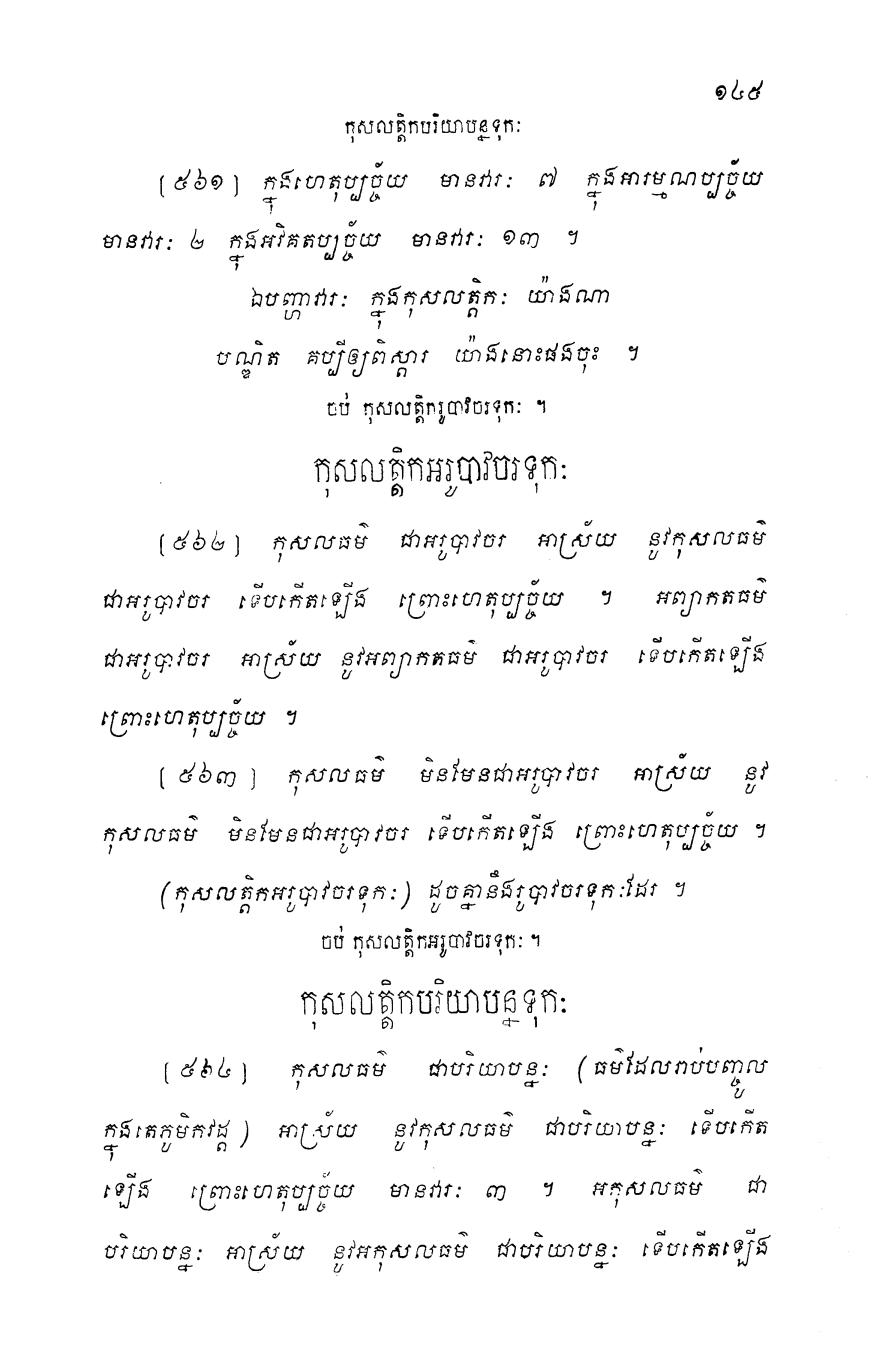 ១៤៥
កុសលត្តិកបរិយាបន្នទុកៈ
[៥៦១] ក្នុងហេតុប្បច្ច័យ មានវារៈ ៧ ក្នុងអារម្មណប្បច្ច័យ
មានវារៈ ២ ក្នុងអវិគតប្បច្ច័យ មានវារៈ ១៣ ។
ឯបញ្ហាវារៈ ក្នុងកុសលត្តិកៈ យ៉ាងណា
បណ្ឌិត គប្បីឲ្យពិស្តារ យ៉ាងនោះផងចុះ ។
ចប់ កុសលត្តិករូបាវចរទុកៈ ។
កុសលត្តិកអរូបាវចរទុកៈ
[៥៦២] កុសលធម៌ ជាអរូបាវចរ អាស្រ័យ នូវកុសលធម៌
ជាអរូបាវចរ ទើបកើតឡើង ព្រោះហេតុប្បច្ច័យ ។ អព្យាកតធម៌
ជាអរូបាវចរ អាស្រ័យ នូវអព្យាកតធម៌ ជាអរូបាវចរ ទើបកើតឡើង
ព្រោះហេតុប្បច្ច័យ ។
[៥៦៣] កុសលធម៌ មិនមែនជាអរូបាវចរ អាស្រ័យ នូវ
កុសលធម៌ មិនមែនជាអរូបាវចរ ទើបកើតឡើង ព្រោះហេតុប្បច្ច័យ ។
(កុសលត្តិកអរូបាវចរទុកៈ) ដូចគ្នានឹងរូបាវចរទុកៈដែរ ។
ចប់ កុសលត្តិកអរូបាវចរទុកៈ ។
កុសលត្តិកបរិយាបន្នទុកៈ
[៥៦៤] កុសលធម៌ ជាបរិយាបន្នៈ (ធម៌ដែលរាប់បញ្ចូល
ក្នុងតេភូមិកវដ្ត) អាស្រ័យ នូវកុសលធម៌ ជាបរិយាបន្នៈ ទើបកើត
ឡើង ព្រោះហេតុប្បច្ច័យ មានវារៈ ៣ ។ អកុសលធម៌ ជា
បរិយាបន្នៈ អាស្រ័យ នូវអកុសលធម៌ ជាបរិយាបន្នៈ ទើបកើតឡើង